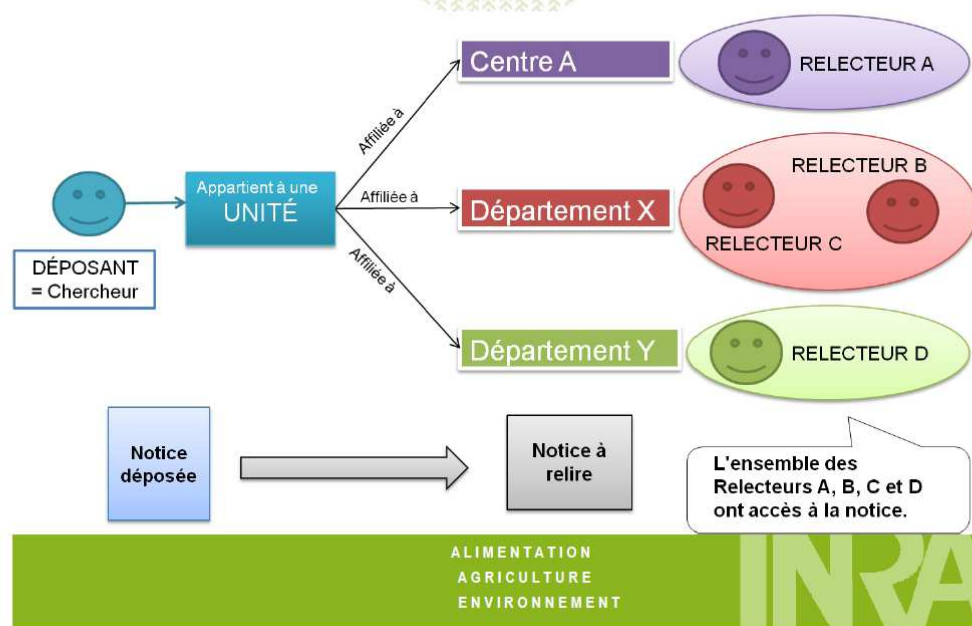 Centre A
RELECTEUR A
Affiliée à
Appartient à une
UNITÉ
Affiliée à
Département X
RELECTEUR B
RELECTEUR C
DÉPOSANT
= Chercheur
Affiliée à
Département Y
RELECTEUR D
Notice
déposée
Notice à
relire
L'ensemble des
Relecteurs A, B, C et D
ont accès à la notice.
ALIMENTATION
AGRICULTURE
ENVIRONNEMENT
INRA